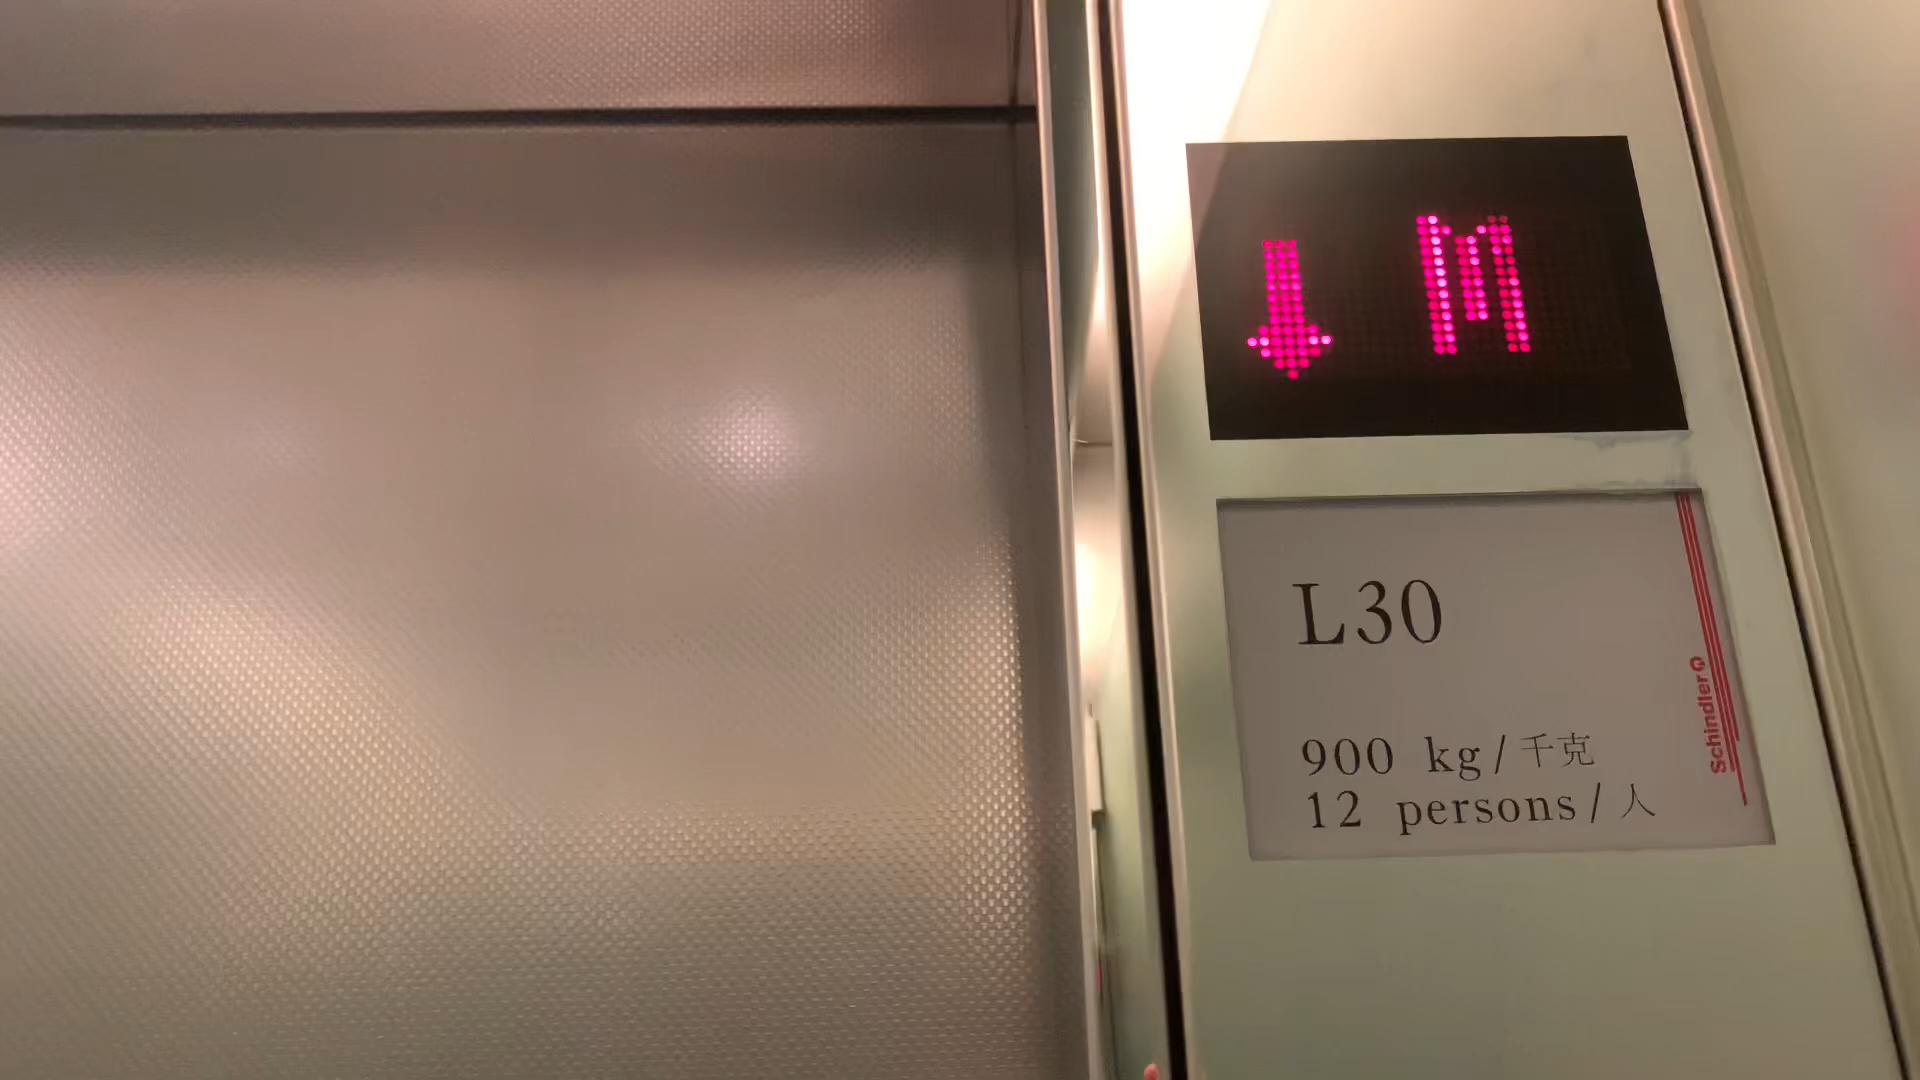 M
L30
900 kg/千克
12 persons/人
Schindler